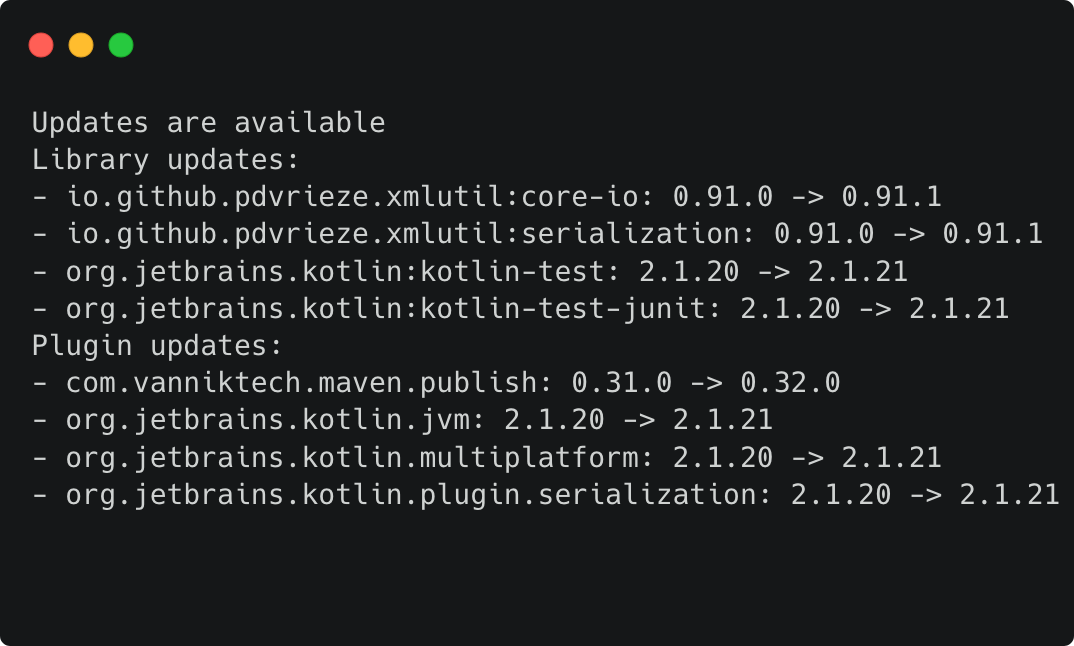 Updates are available
Library updates:
- io.github.pdvrieze.xmlutil:core-io: 0.91.0 -> 0.91.1
- io.github.pdvrieze.xmlutil:serialization: 0.91.0 -> 0.91.1
- org.jetbrains.kotlin:kotlin-test: 2.1.20 -> 2.1.21
- org.jetbrains.kotlin:kotlin-test-junit: 2.1.20 -> 2.1.21
Plugin updates:
- com.vanniktech.maven.publish: 0.31.0 -> 0.32.0
- org.jetbrains.kotlin.jvm: 2.1.20 -> 2.1.21
- org.jetbrains.kotlin.multiplatform: 2.1.20 -> 2.1.21
- org.jetbrains.kotlin.plugin.serialization: 2.1.20 -> 2.1.21